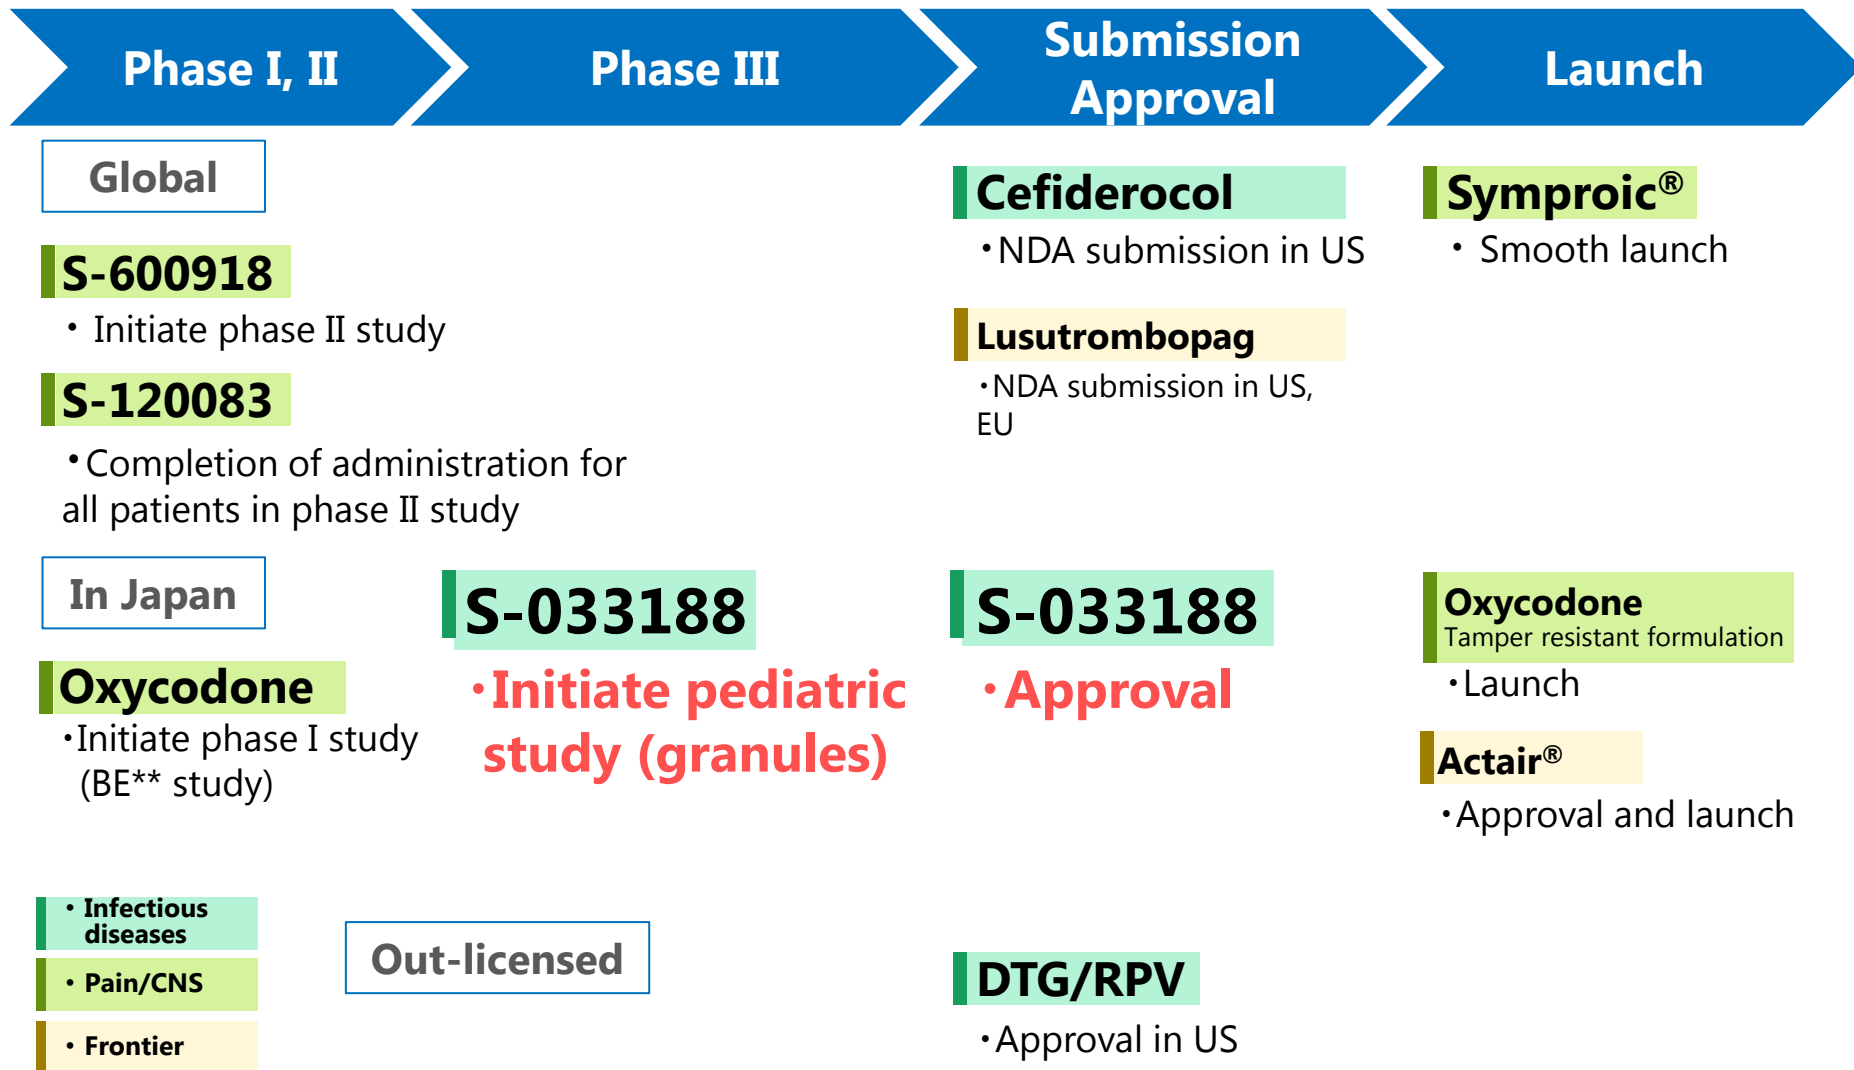 Phase I, II
Phase III
Submission
Approval
Launch
Global
S-600918
・ Initiate phase II study
S-120083
・Completion of administration for
all patients in phase II study
Cefiderocol
・NDA submission in US
Lusutrombopag
・NDA submission in US,
EU
Symproic®
・ Smooth launch
In Japan
Oxycodone
・Initiate phase I study
(BE** study)
S-033188
・Initiate pediatric
study (granules)
S-033188
・Approval
Oxycodone
Tamper resistant formulation
・Launch
Actair®
・Approval and launch
・ Infectious
diseases
・ Pain/CNS
・ Frontier
Out-licensed
DTG/RPV
・Approval in US